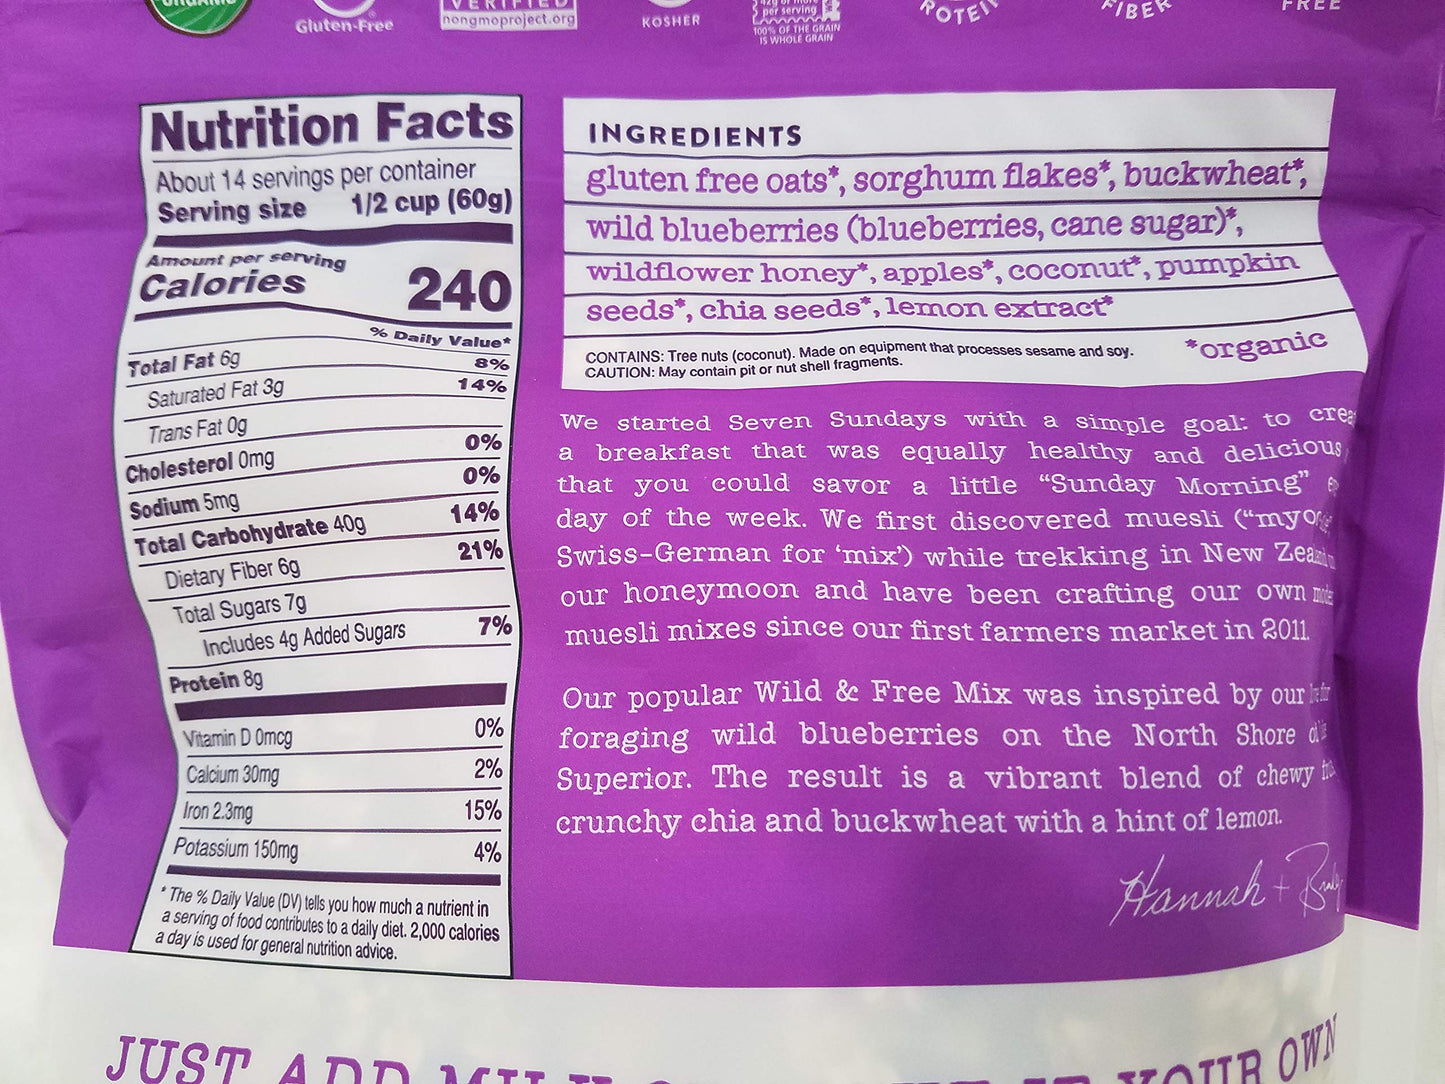 ORGANIC
Gluten-Free
VERIFIED
nongmoproject.org
KOSHER
42g or more
per serving
100% OF THE GRAIN
IS WHOLE GRAIN
PROTEIN
FIBER
FREE
Nutrition Facts
About 14 servings per container
Serving size 1/2 cup (60g)
Amount per serving
Calories 240
% Daily Value*
Total Fat 6g 8%
Saturated Fat 3g 14%
Trans Fat 0g
Cholesterol 0mg 0%
Sodium 5mg 0%
Total Carbohydrate 40g 14%
Dietary Fiber 6g 21%
Total Sugars 7g
Includes 4g Added Sugars 7%
Protein 8g
Vitamin D 0mcg 0%
Calcium 30mg 2%
Iron 2.3mg 15%
Potassium 150mg 4%
* The % Daily Value (DV) tells you how much a nutrient in
a serving of food contributes to a daily diet. 2,000 calories
a day is used for general nutrition advice.
INGREDIENTS
gluten free oats*, sorghum flakes*, buckwheat*,
wild blueberries (blueberries, cane sugar)*,
wildflower honey*, apples*, coconut*, pumpkin
seeds*, chia seeds*, lemon extract*
CONTAINS: Tree nuts (coconut). Made on equipment that processes sesame and soy.
CAUTION: May contain pit or nut shell fragments.
*organic
We started Seven Sundays with a simple goal: to crea
a breakfast that was equally healthy and delicious
that you could savor a little “Sunday Morning”
day of the week. We first discovered muesli (“myo
Swiss-German for ‘mix’) while trekking in New Zea
our honeymoon and have been crafting our own
muesli mixes since our first farmers market in 2011.
Our popular Wild & Free Mix was inspired by our
foraging wild blueberries on the North Shore
Superior. The result is a vibrant blend of chewy
crunchy chia and buckwheat with a hint of lemon.
Hannah +
JUST ADD MILK YOUR OWN